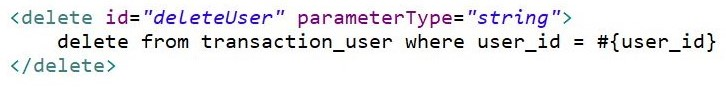 <delete id="deleteUser" parameterType="string">
delete from transaction_user where user_id = #{user_id}
</delete>